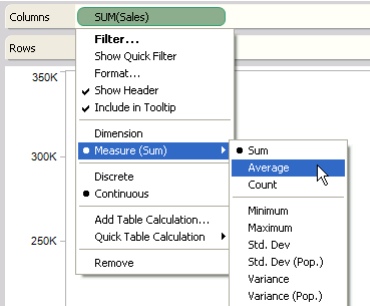 Columns SUM(Sales)
Rows
Filter...
Show Quick Filter
Format...
Show Header
Include in Tooltip
Dimension
Measure (Sum)
Discrete
Continuous
Add Table Calculation...
Quick Table Calculation
Remove
Sum
Average
Count
Minimum
Maximum
Std. Dev
Std. Dev (Pop.)
Variance
Variance (Pop.)
350K
300K
250K